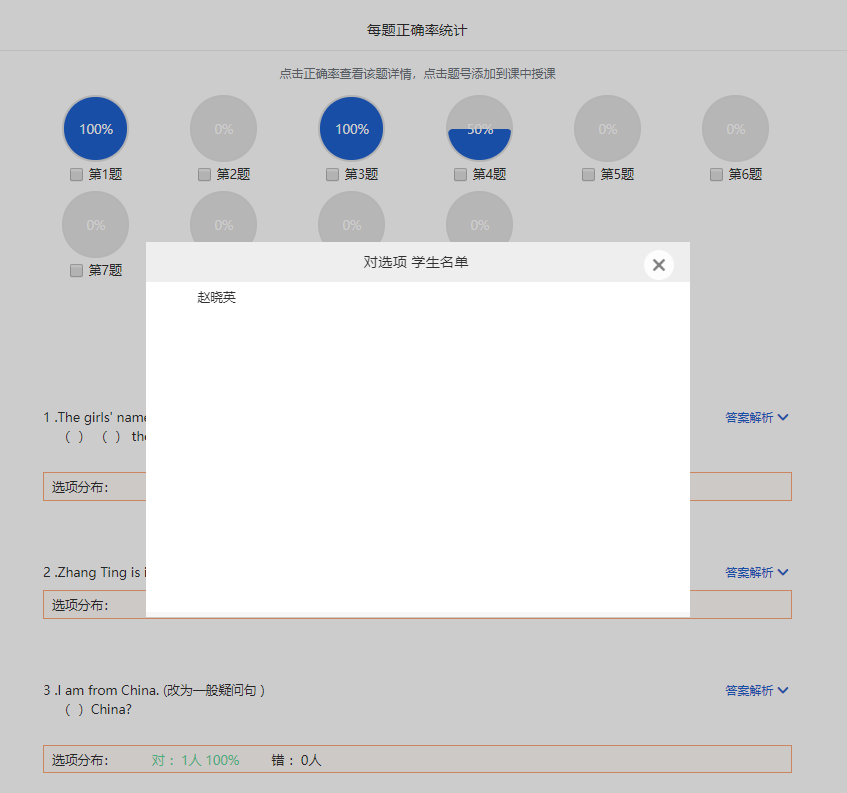 每题正确率统计
点击正确率查看该题详情，点击题号添加到课中授课
100% 0% 100% 50% 0% 0%
第1题 第2题 第3题 第4题 第5题 第6题
0% 0% 0% 0%
第7题
对选项 学生名单
赵晓英
1 .The girls' name
答案解析
（ ） （ ） the
选项分布：
2 .Zhang Ting is i
答案解析
选项分布：
3 .I am from China. (改为一般疑问句 )
答案解析
（ ）China?
选项分布： 对： 1人 100% 错： 0人